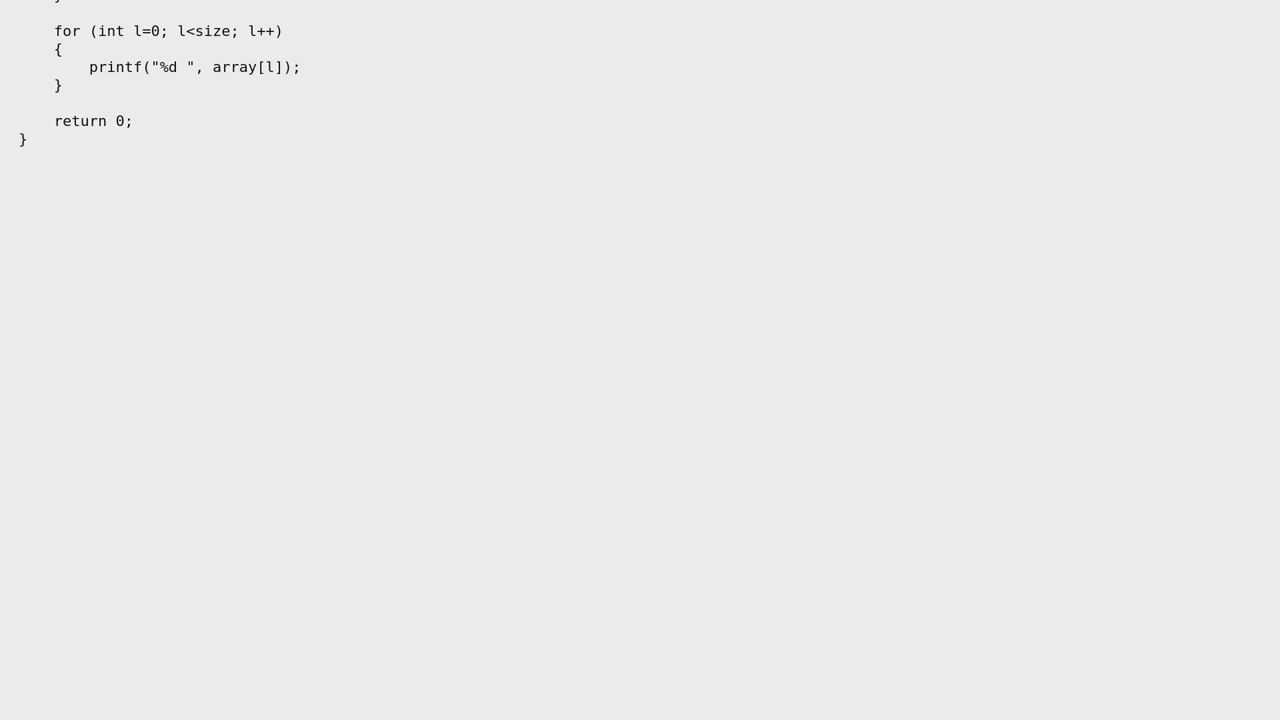 }
for (int l=0; l<size; l++)
{
    printf("%d ", array[l]);
}

return 0;
}